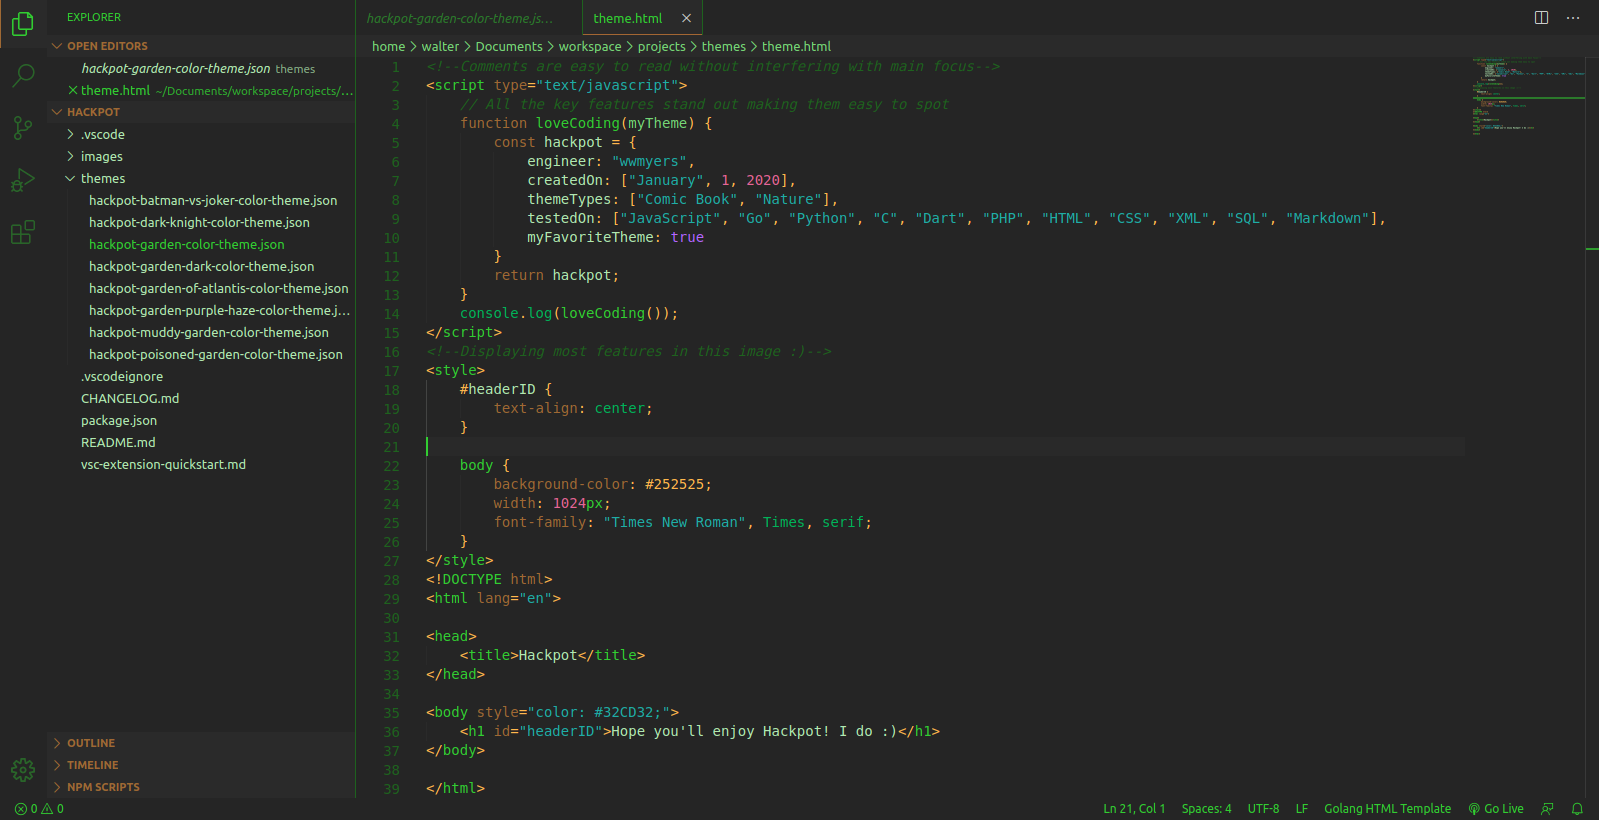 EXPLORER
OPEN EDITORS
hackpot-garden-color-theme.json themes
theme.html ~/Documents/workspace/projects/...
HACKPOT
.vscode
images
themes
hackpot-batman-vs-joker-color-theme.json
hackpot-dark-knight-color-theme.json
hackpot-garden-color-theme.json
hackpot-garden-dark-color-theme.json
hackpot-garden-of-atlantis-color-theme.json
hackpot-garden-purple-haze-color-theme.j...
hackpot-muddy-garden-color-theme.json
hackpot-poisoned-garden-color-theme.json
.vscodeignore
CHANGELOG.md
package.json
README.md
vsc-extension-quickstart.md
OUTLINE
TIMELINE
NPM SCRIPTS
hackpot-garden-color-theme.js... theme.html
home > walter > Documents > workspace > projects > themes > theme.html
1 <!--Comments are easy to read without interfering with main focus-->
2 <script type="text/javascript">
3 // All the key features stand out making them easy to spot
4 function loveCoding(myTheme) {
5 const hackpot = {
6 engineer: "wwmyers",
7 createdOn: ["January", 1, 2020],
8 themeTypes: ["Comic Book", "Nature"],
9 testedOn: ["JavaScript", "Go", "Python", "C", "Dart", "PHP", "HTML", "CSS", "XML", "SQL", "Markdown"],
10 myFavoriteTheme: true
11 }
12 return hackpot;
13 }
14 console.log(loveCoding());
15 </script>
16 <!--Displaying most features in this image :)-->
17 <style>
18 #headerID {
19 text-align: center;
20 }
21
22 body {
23 background-color: #252525;
24 width: 1024px;
25 font-family: "Times New Roman", Times, serif;
26 }
27 </style>
28 <!DOCTYPE html>
29 <html lang="en">
30
31 <head>
32 <title>Hackpot</title>
33 </head>
34
35 <body style="color: #32CD32;">
36 <h1 id="headerID">Hope you'll enjoy Hackpot! I do :)</h1>
37 </body>
38
39 </html>
0 0 Ln 21, Col 1 Spaces: 4 UTF-8 LF Golang HTML Template Go Live